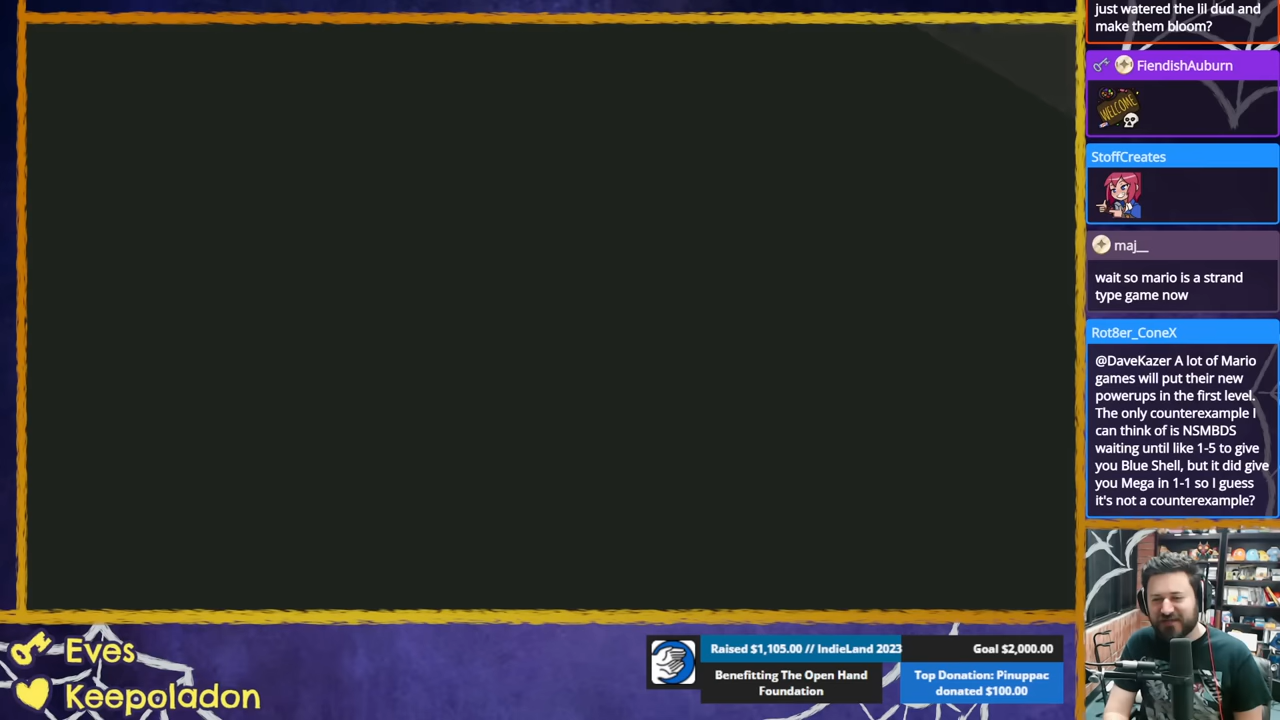 just watered the lil dud and
make them bloom?
FiendishAuburn
WELCOME
StoffCreates
maj__
wait so mario is a strand
type game now
Rot8er_ConeX
@DaveKazer A lot of Mario
games will put their new
powerups in the first level.
The only counterexample I
can think of is NSMBDS
waiting until like 1-5 to give
you Blue Shell, but it did give
you Mega in 1-1 so I guess
it's not a counterexample?
Eves
Keepoladon
Raised $1,105.00 // IndieLand 2023
Goal $2,000.00
Benefitting The Open Hand
Foundation
Top Donation: Pinuppac
donated $100.00